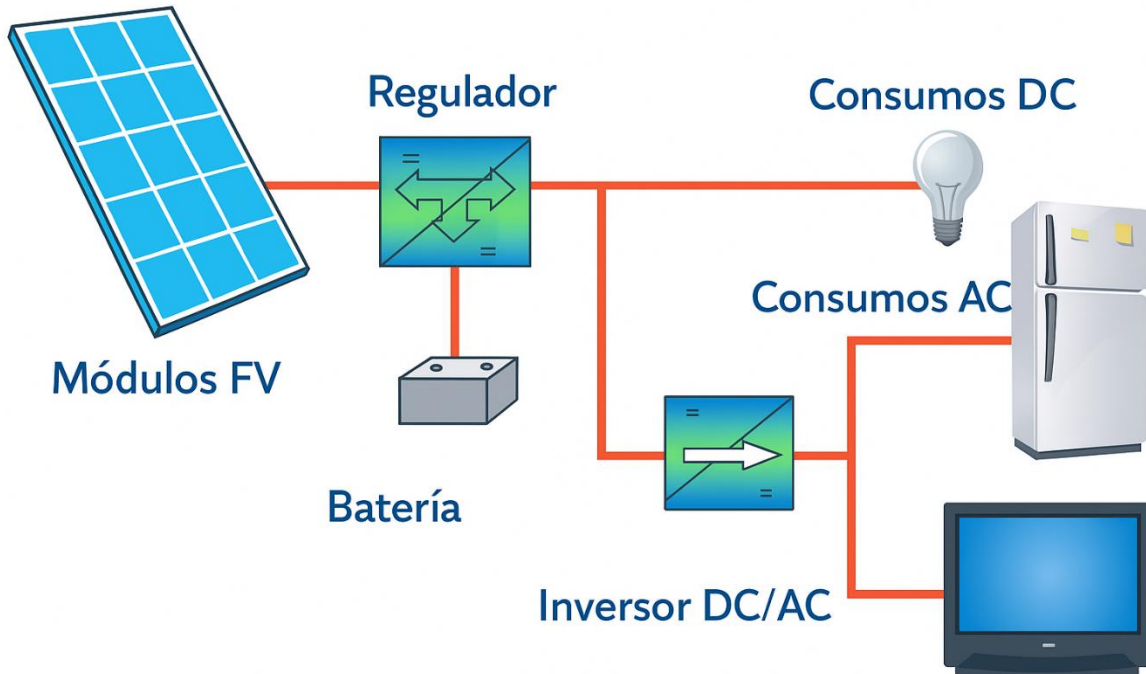 Regulador
Consumos DC
Consumos AC
Módulos FV
Batería
Inversor DC/AC